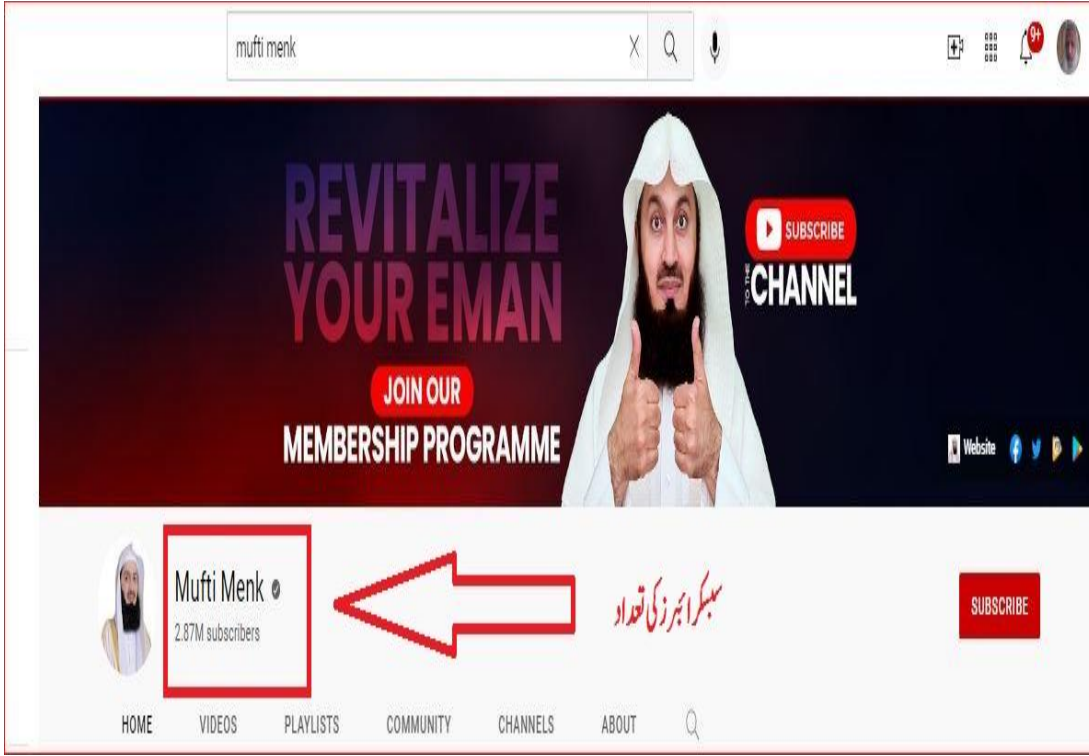 mufti menk
9+
REVITALIZE
YOUR EMAN
JOIN OUR
MEMBERSHIP PROGRAMME
SUBSCRIBE
TO THE CHANNEL
Website
Mufti Menk
2.87M subscribers
سبسکرائبرز کی تعداد
SUBSCRIBE
HOME VIDEOS PLAYLISTS COMMUNITY CHANNELS ABOUT